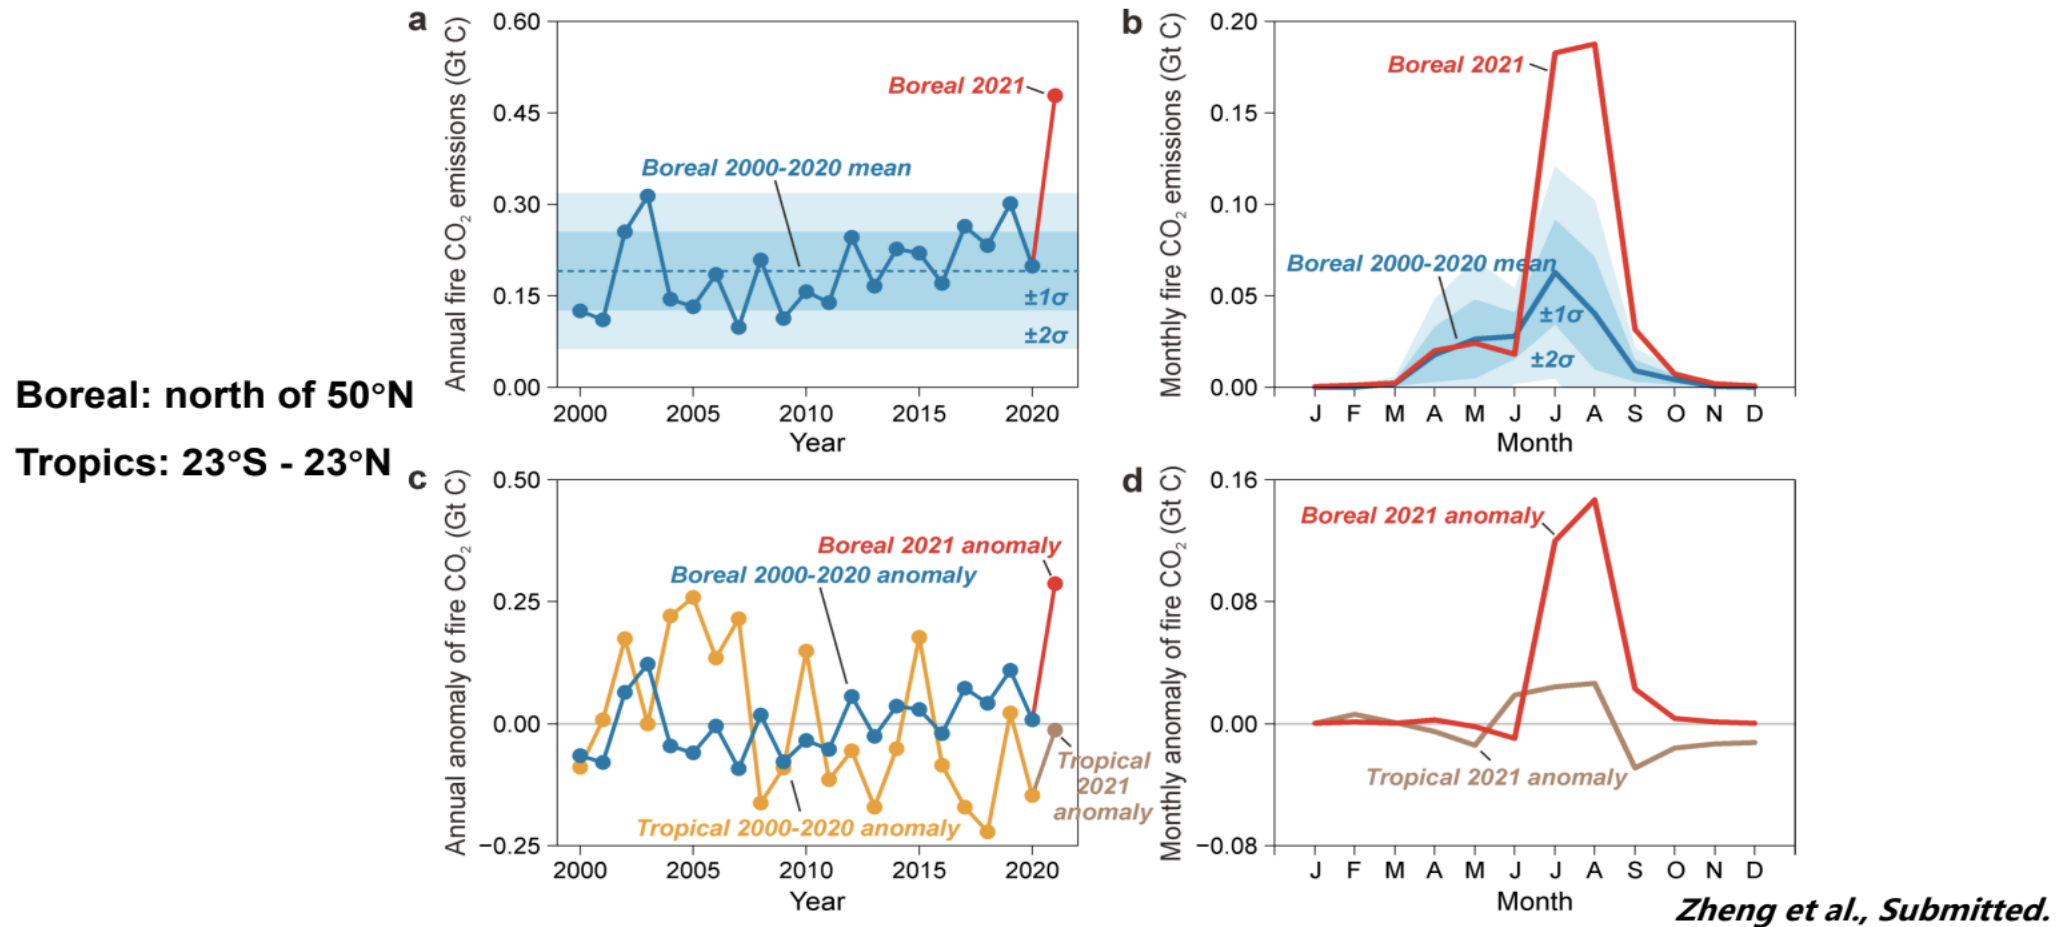 Boreal: north of 50°N
Tropics: 23°S - 23°N
a
Annual fire CO₂ emissions (Gt C)
0.60
0.45
0.30
0.15
0.00
Boreal 2021
Boreal 2000-2020 mean
±1σ
±2σ
2000
2005
2010
2015
2020
Year
b
Monthly fire CO₂ emissions (Gt C)
0.20
0.15
0.10
0.05
0.00
Boreal 2021
Boreal 2000-2020 mean
±1σ
±2σ
J F M A M J J A S O N D
Month
c
Annual anomaly of fire CO₂ (Gt C)
0.50
0.25
0.00
−0.25
Boreal 2021 anomaly
Boreal 2000-2020 anomaly
Tropical
2021
anomaly
Tropical 2000-2020 anomaly
2000
2005
2010
2015
2020
Year
d
Monthly anomaly of fire CO₂ (Gt C)
0.16
0.08
0.00
−0.08
Boreal 2021 anomaly
Tropical 2021 anomaly
J F M A M J J A S O N D
Month
Zheng et al., Submitted.